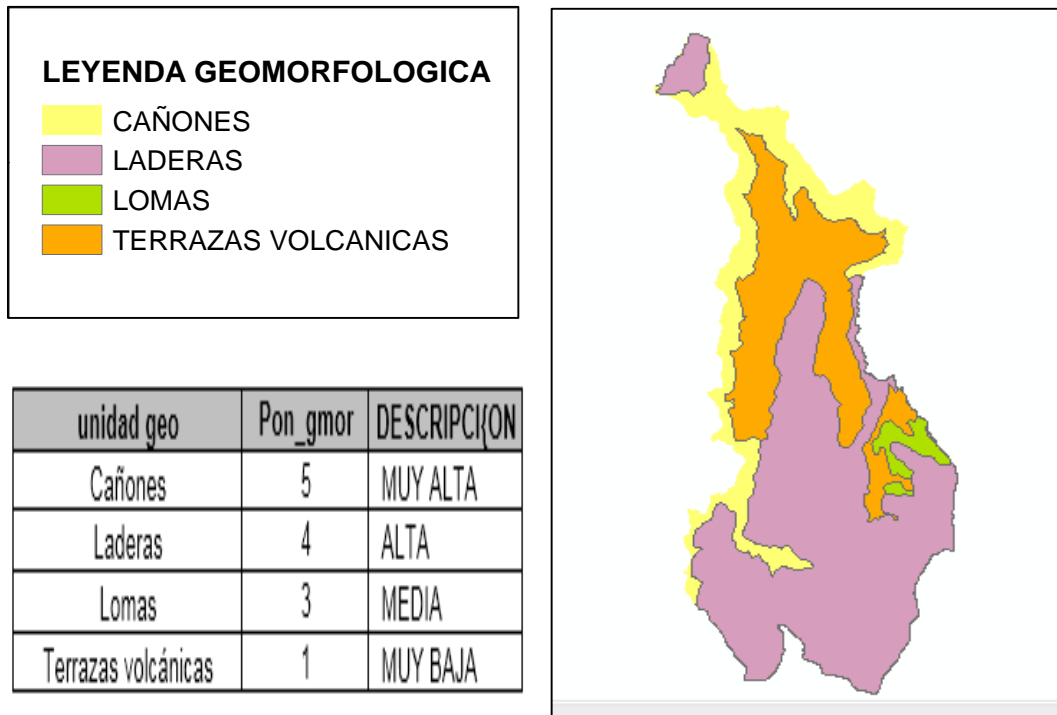 LEYENDA GEOMORFOLOGICA
CAÑONES
LADERAS
LOMAS
TERRAZAS VOLCANICAS
unidad geo Pon_gmor DESCRIPCI{ON
Cañones 5 MUY ALTA
Laderas 4 ALTA
Lomas 3 MEDIA
Terrazas volcánicas 1 MUY BAJA